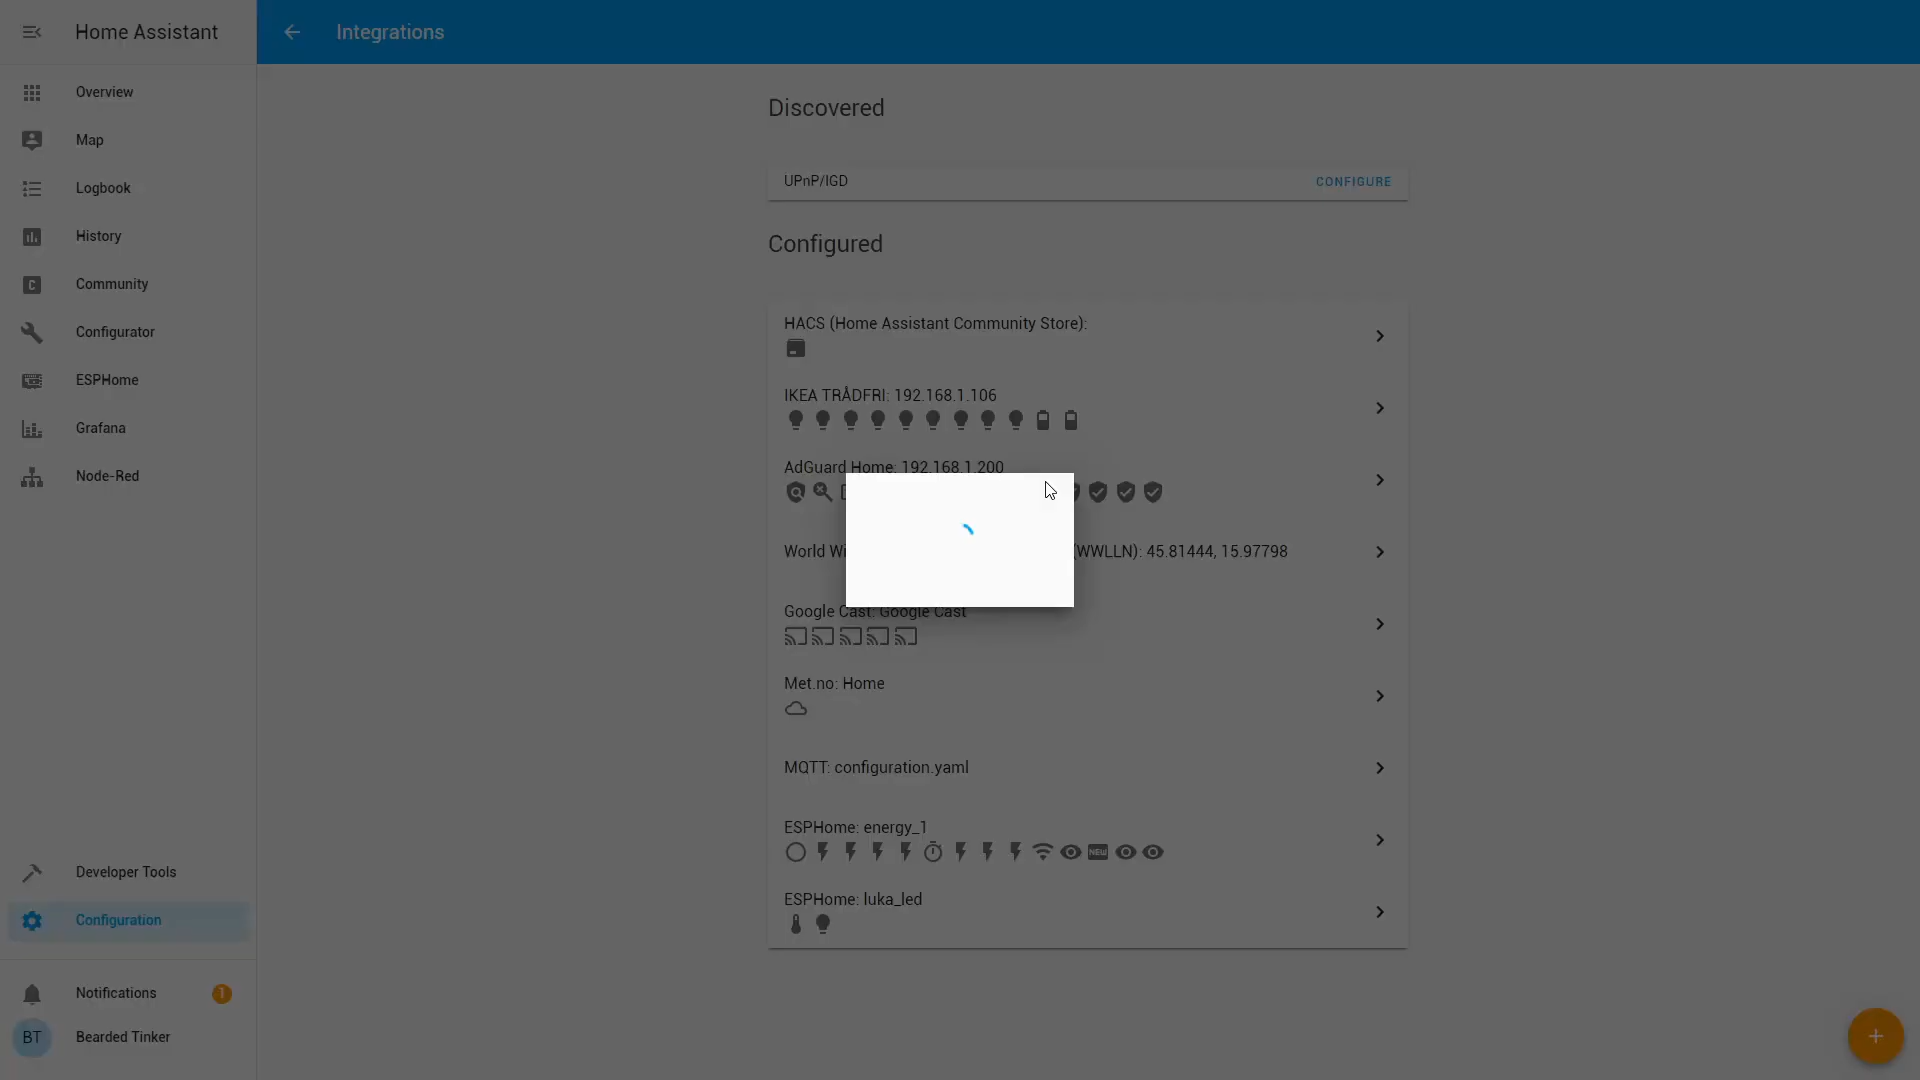 Home Assistant
Integrations
Overview
Map
Logbook
History
Community
Configurator
ESPHome
Grafana
Node-Red
Developer Tools
Configuration
Notifications
1
BT
Bearded Tinker
Discovered
UPnP/IGD
CONFIGURE
Configured
HACS (Home Assistant Community Store):
IKEA TRÅDFRI: 192.168.1.106
AdGuard Home: 192.168.1.200
World Wi
(WWLLN): 45.81444, 15.97798
Google Cast: Google Cast
Met.no: Home
MQTT: configuration.yaml
ESPHome: energy_1
NEW
ESPHome: luka_led